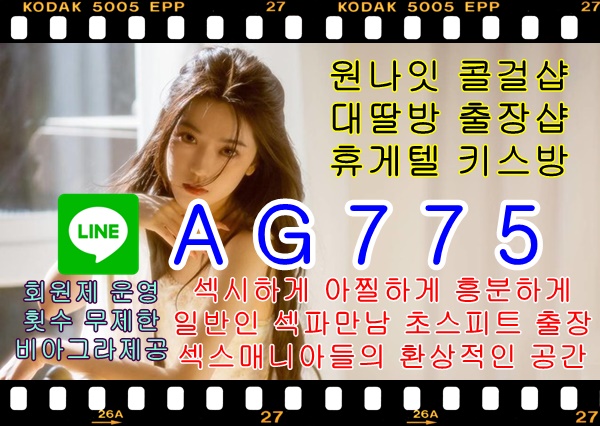 KODAK 5005 EPP 27 KODAK 5005 EPP 27
원나잇 콜걸샵
대딸방 출장샵
휴게텔 키스방
LINE
AG775
회원제 운영
횟수 무제한
비아그라제공
섹시하게 아찔하게 흥분하게
일반인 섹파만남 초스피트 출장
섹스매니아들의 환상적인 공간
26A 27 26A 27